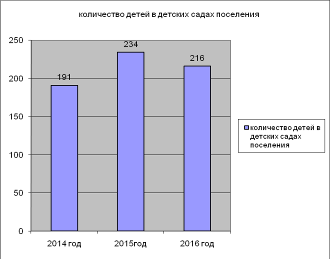 количество детей в детских садах поселения
250
200
150
100
50
0
191
234
216
2014 год
2015год
2016 год
количество детей в
детских садах
поселения